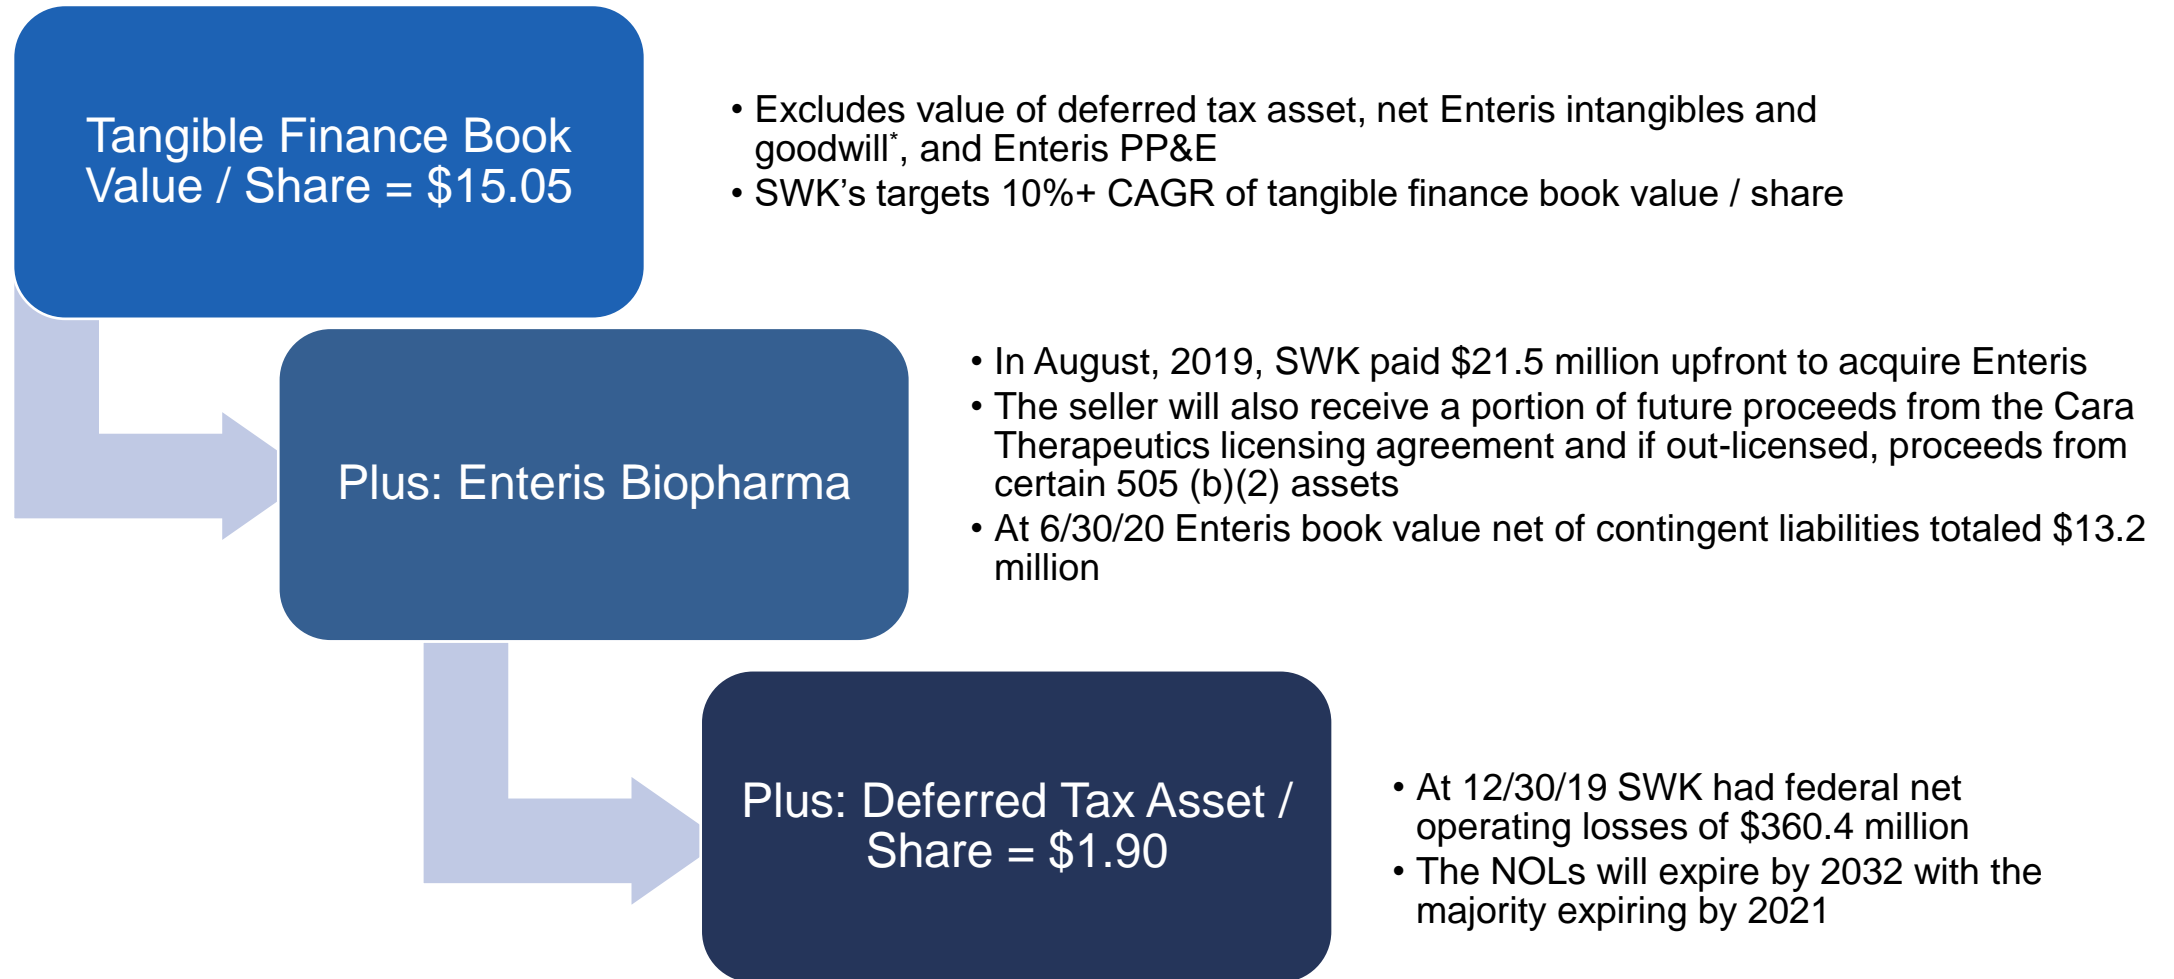 Tangible Finance Book
Value / Share = $15.05
• Excludes value of deferred tax asset, net Enteris intangibles and
goodwill*, and Enteris PP&E
• SWK’s targets 10%+ CAGR of tangible finance book value / share
Plus: Enteris Biopharma
• In August, 2019, SWK paid $21.5 million upfront to acquire Enteris
• The seller will also receive a portion of future proceeds from the Cara
Therapeutics licensing agreement and if out-licensed, proceeds from
certain 505 (b)(2) assets
• At 6/30/20 Enteris book value net of contingent liabilities totaled $13.2
million
Plus: Deferred Tax Asset /
Share = $1.90
• At 12/30/19 SWK had federal net
operating losses of $360.4 million
• The NOLs will expire by 2032 with the
majority expiring by 2021